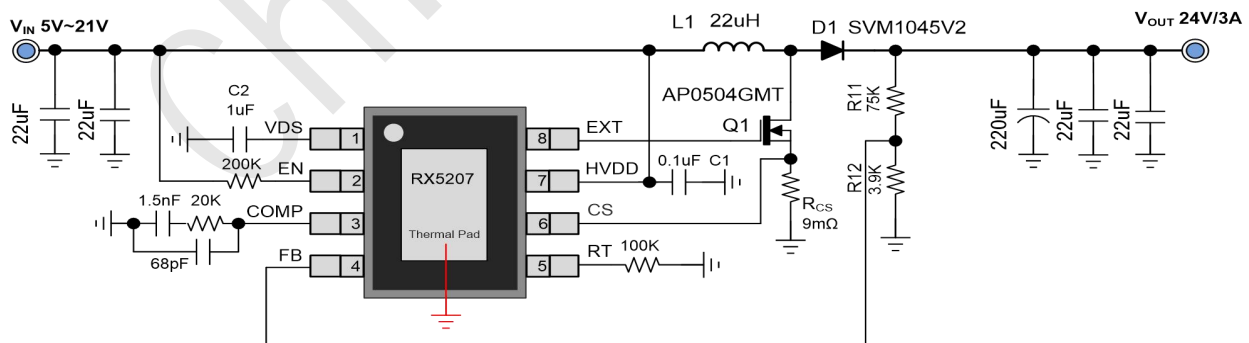 VIN 5V~21V
L1 22uH
D1 SVM1045V2
VOUT 24V/3A
22uF
22uF
C2
1uF
VDS
1
8
EXT
AP0504GMT
Q1
R11
75K
220uF
22uF
22uF
200K
EN
2
RX5207
7
HVDD
0.1uF C1
R12
3.9K
1.5nF 20K
COMP
3
Thermal Pad
6
CS
RCS
9mΩ
68pF
FB
4
5
RT
100K